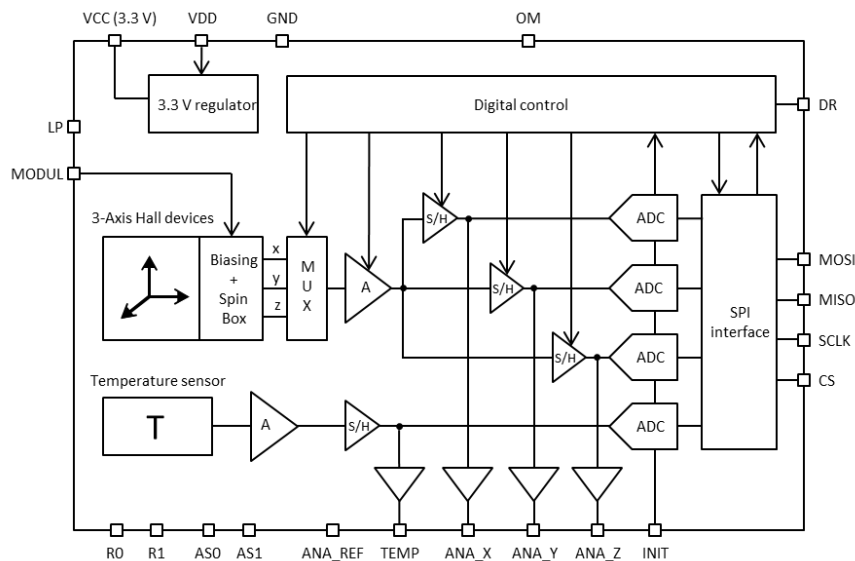 VCC (3.3 V) VDD GND OM
3.3 V regulator
Digital control
DR
LP
MODUL
3-Axis Hall devices
Biasing
+
Spin
Box
x
y
z
M
U
X
A
S/H
S/H
S/H
ADC
ADC
ADC
ADC
SPI
interface
MOSI
MISO
SCLK
CS
Temperature sensor
T
A
S/H
R0 R1 AS0 AS1 ANA_REF TEMP ANA_X ANA_Y ANA_Z INIT